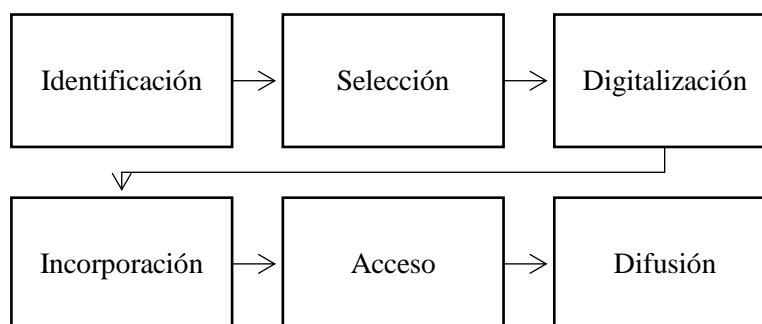 Identificación
Selección
Digitalización
Incorporación
Acceso
Difusión